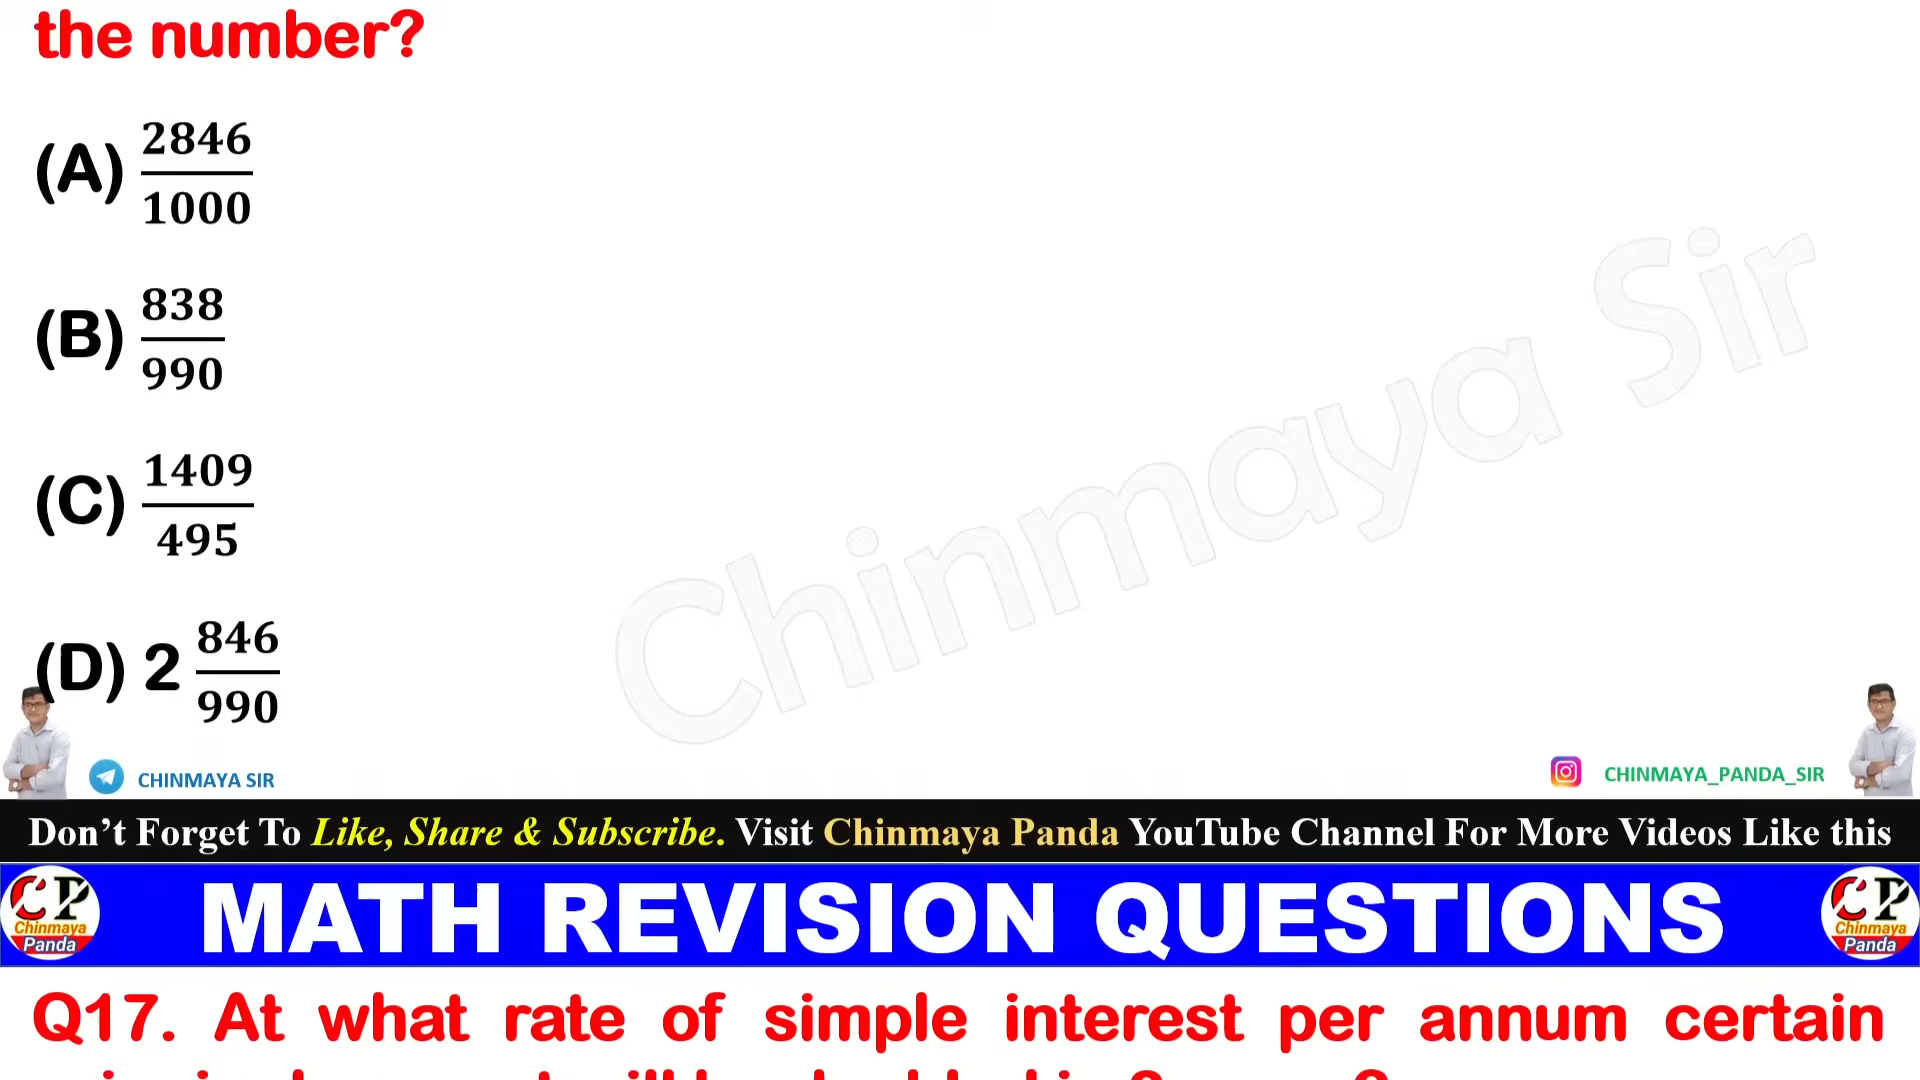 the number?
(A) 2846/1000
(B) 838/990
(C) 1409/495
(D) 2 846/990
Chinmaya Sir
CHINMAYA SIR
CHINMAYA_PANDA_SIR
Don't Forget To Like, Share & Subscribe. Visit Chinmaya Panda YouTube Channel For More Videos Like this
CP Chinmaya Panda
MATH REVISION QUESTIONS
CP Chinmaya Panda
Q17. At what rate of simple interest per annum certain